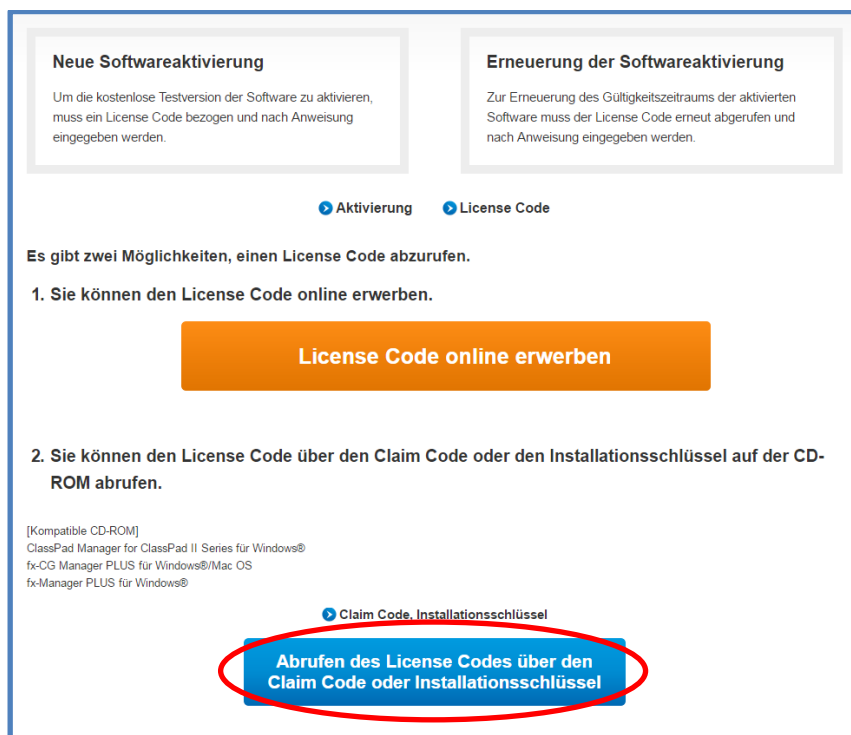 Neue Softwareaktivierung
Um die kostenlose Testversion der Software zu aktivieren,
muss ein License Code bezogen und nach Anweisung
eingegeben werden.
Erneuerung der Softwareaktivierung
Zur Erneuerung des Gültigkeitszeitraums der aktivierten
Software muss der License Code erneut abgerufen und
nach Anweisung eingegeben werden.
Aktivierung License Code
Es gibt zwei Möglichkeiten, einen License Code abzurufen.
1. Sie können den License Code online erwerben.
License Code online erwerben
2. Sie können den License Code über den Claim Code oder den Installationsschlüssel auf der CD-
ROM abrufen.
[Kompatible CD-ROM]
ClassPad Manager for ClassPad II Series für Windows®
fx-CG Manager PLUS für Windows®/Mac OS
fx-Manager PLUS für Windows®
Claim Code, Installationsschlüssel
Abrufen des License Codes über den
Claim Code oder Installationsschlüssel